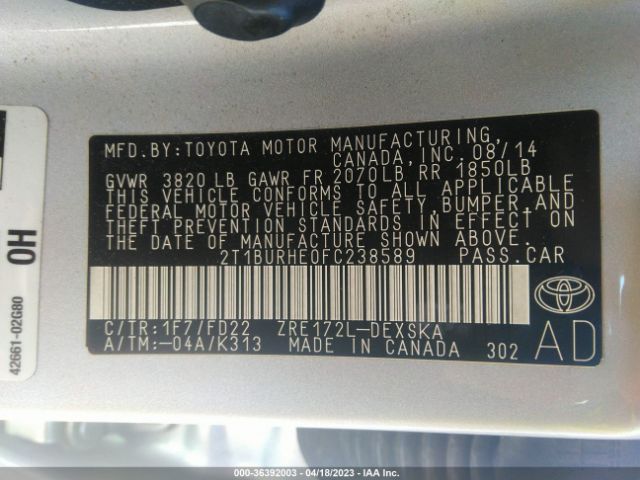 MFD. BY: TOYOTA MOTOR MANUFACTURING,
CANADA, INC. 08/14
GVWR 3820 LB GAWR FR 2070LB RR 1850LB
THIS VEHICLE CONFORMS TO ALL APPLICABLE
FEDERAL MOTOR VEHICLE SAFETY, BUMPER, AND
THEFT PREVENTION STANDARDS IN EFFECT ON
THE DATE OF MANUFACTURE SHOWN ABOVE.
2T1BURHE0FC238589 PASS. CAR
C/TR: 1F7/FD22 ZRE172L-DEXSKA
A/TM: -04A/K313 MADE IN CANADA 302
AD
0H
42661-02G80
000-36392003 - 04/18/2023 - IAA Inc.